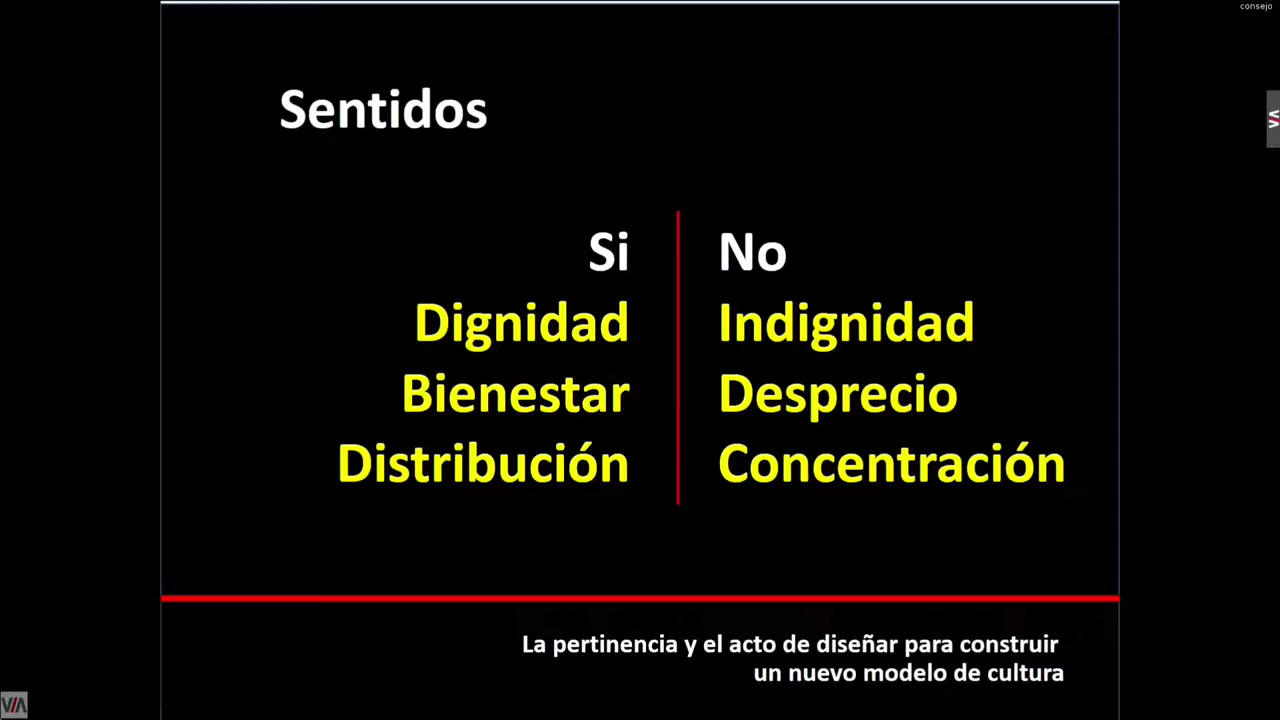 consejo
Sentidos
Si No
Dignidad Indignidad
Bienestar Desprecio
Distribución Concentración
La pertinencia y el acto de diseñar para construir
un nuevo modelo de cultura
VIA